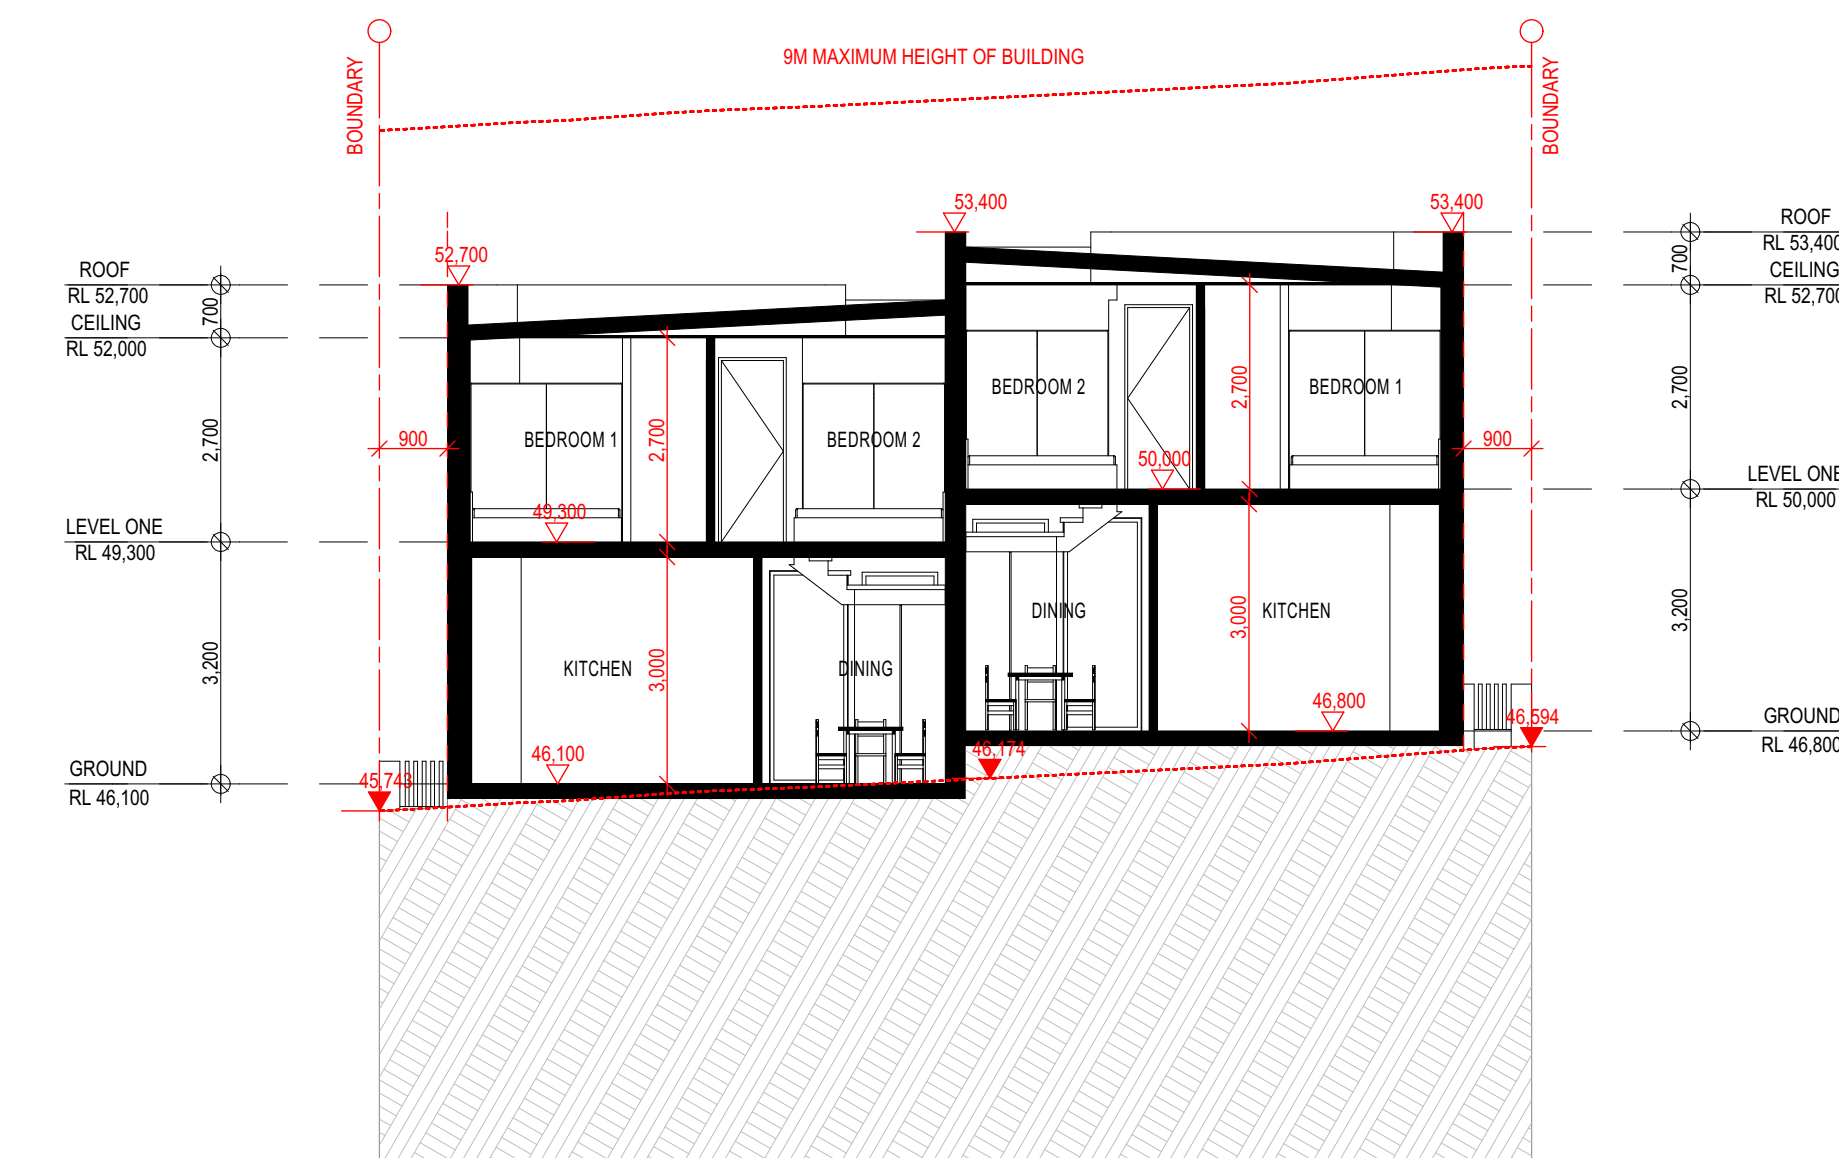 9M MAXIMUM HEIGHT OF BUILDING
BOUNDARY
BOUNDARY
53,400
53,400
52,700
ROOF
RL 52,700
700
CEILING
RL 52,000
2,700
LEVEL ONE
RL 49,300
3,200
GROUND
RL 46,100
900
BEDROOM 1
2,700
BEDROOM 2
49,300
KITCHEN
3,000
DINING
46,100
45,743
BEDROOM 2
2,700
BEDROOM 1
50,000
DINING
3,000
KITCHEN
46,800
46,174
46,594
900
ROOF
RL 53,400
700
CEILING
RL 52,700
2,700
LEVEL ONE
RL 50,000
3,200
GROUND
RL 46,800